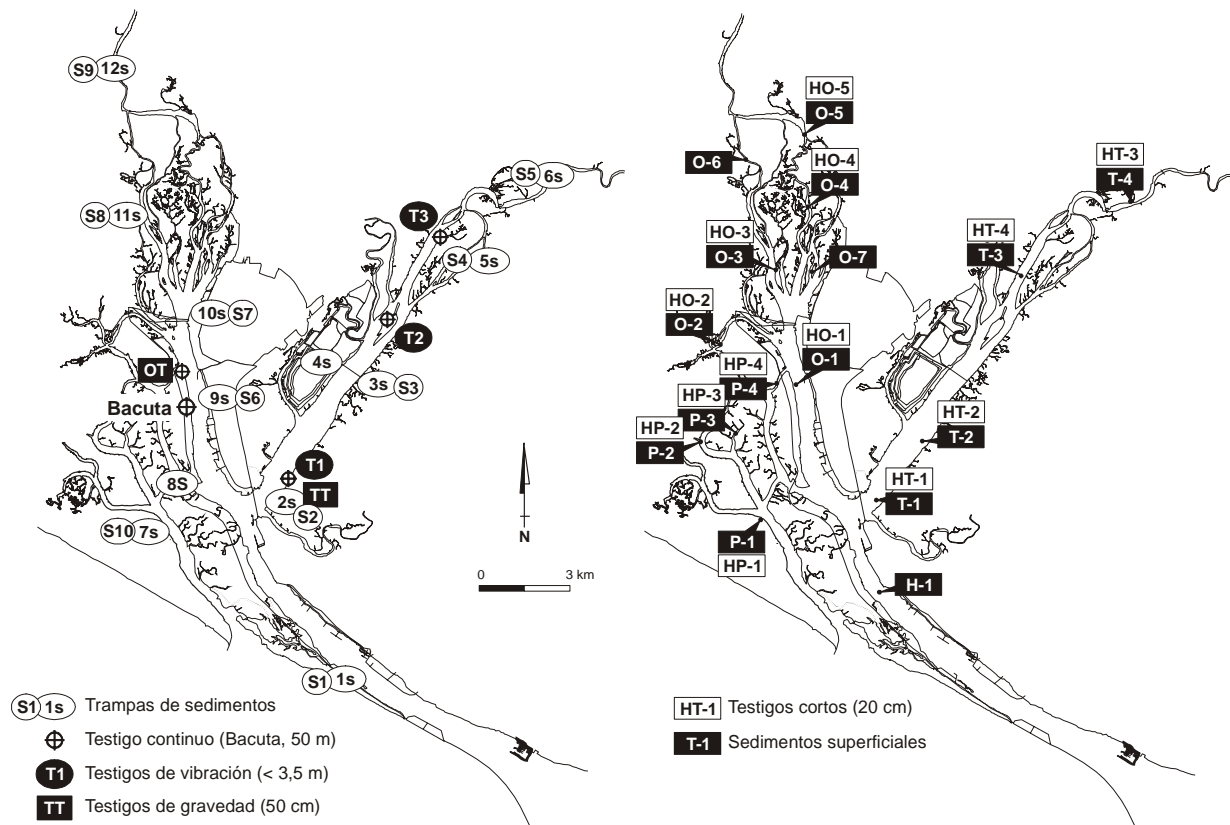 S9 12s
S8 11s
S5 6s
T3
S4 5s
10s S7
T2
4s
OT
3s S3
9s S6
Bacuta
T1
8S
2s TT
S2
S10 7s
N
0 3 km
S1 1s
S1 1s Trampas de sedimentos
Testigo continuo (Bacuta, 50 m)
T1 Testigos de vibración (< 3,5 m)
TT Testigos de gravedad (50 cm)
HO-5
O-5
O-6
HO-4
O-4
HT-3
T-4
HO-3
O-3
O-7
HT-4
T-3
HO-2
O-2
HO-1
O-1
HP-4
P-4
HP-3
P-3
HP-2
P-2
HT-2
T-2
HT-1
T-1
P-1
HP-1
H-1
HT-1 Testigos cortos (20 cm)
T-1 Sedimentos superficiales